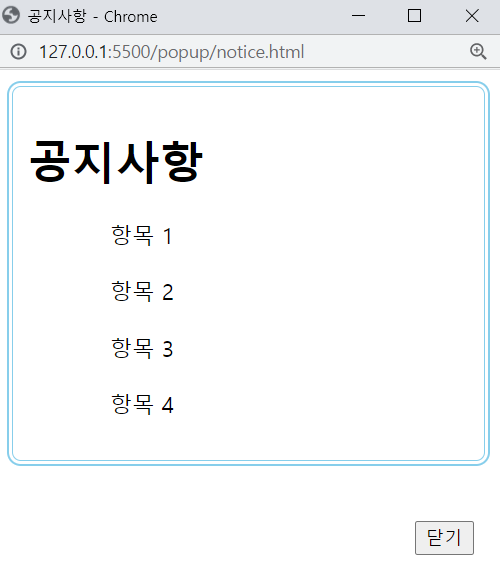 공지사항 - Chrome
127.0.0.1:5500/popup/notice.html
공지사항
항목 1
항목 2
항목 3
항목 4
닫기